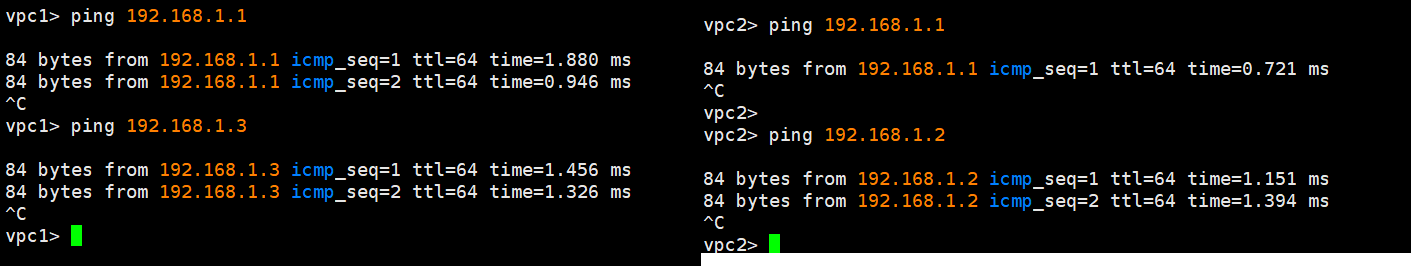 vpc1> ping 192.168.1.1
84 bytes from 192.168.1.1 icmp_seq=1 ttl=64 time=1.880 ms
84 bytes from 192.168.1.1 icmp_seq=2 ttl=64 time=0.946 ms
^C
vpc1> ping 192.168.1.3
84 bytes from 192.168.1.3 icmp_seq=1 ttl=64 time=1.456 ms
84 bytes from 192.168.1.3 icmp_seq=2 ttl=64 time=1.326 ms
^C
vpc1>
vpc2> ping 192.168.1.1
84 bytes from 192.168.1.1 icmp_seq=1 ttl=64 time=0.721 ms
^C
vpc2>
vpc2> ping 192.168.1.2
84 bytes from 192.168.1.2 icmp_seq=1 ttl=64 time=1.151 ms
84 bytes from 192.168.1.2 icmp_seq=2 ttl=64 time=1.394 ms
^C
vpc2>